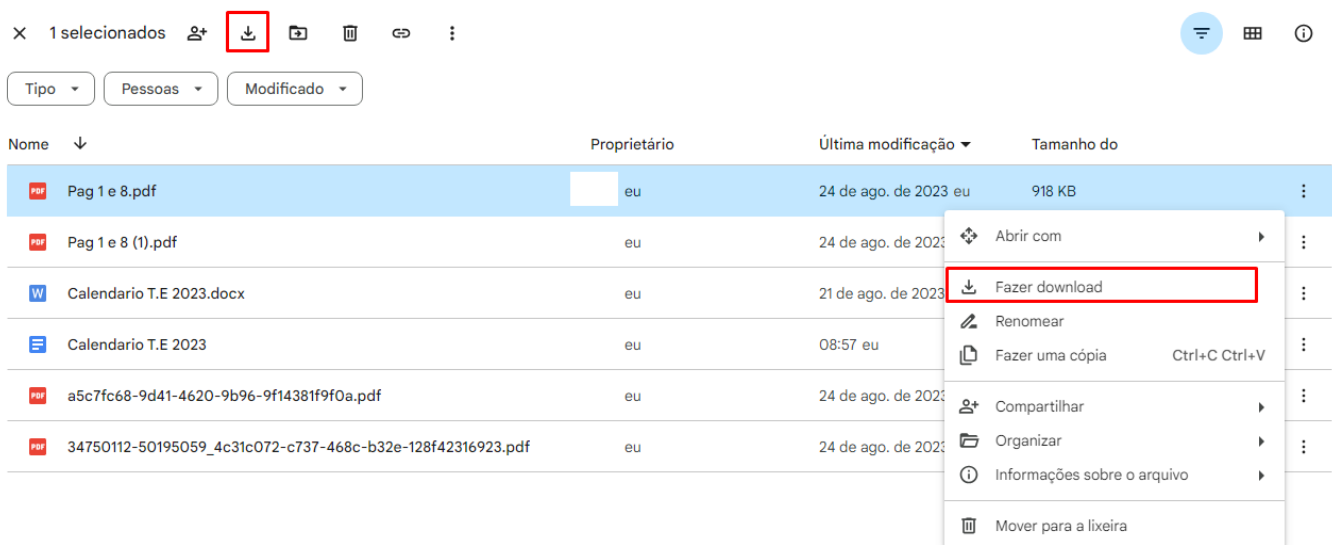 1 selecionados
Tipo Pessoas Modificado
Nome Proprietário Última modificação Tamanho do
PDF Pag 1 e 8.pdf eu 24 de ago. de 2023 eu 918 KB
PDF Pag 1 e 8 (1).pdf eu 24 de ago. de 2023
Abrir com
W Calendario T.E 2023.docx eu 21 de ago. de 2023
Fazer download
Renomear
Calendario T.E 2023 eu 08:57 eu
Fazer uma cópia Ctrl+C Ctrl+V
PDF a5c7fc68-9d41-4620-9b96-9f14381f9f0a.pdf eu 24 de ago. de 2023
Compartilhar
Organizar
PDF 34750112-50195059_4c31c072-c737-468c-b32e-128f42316923.pdf eu 24 de ago. de 2023
Informações sobre o arquivo
Mover para a lixeira